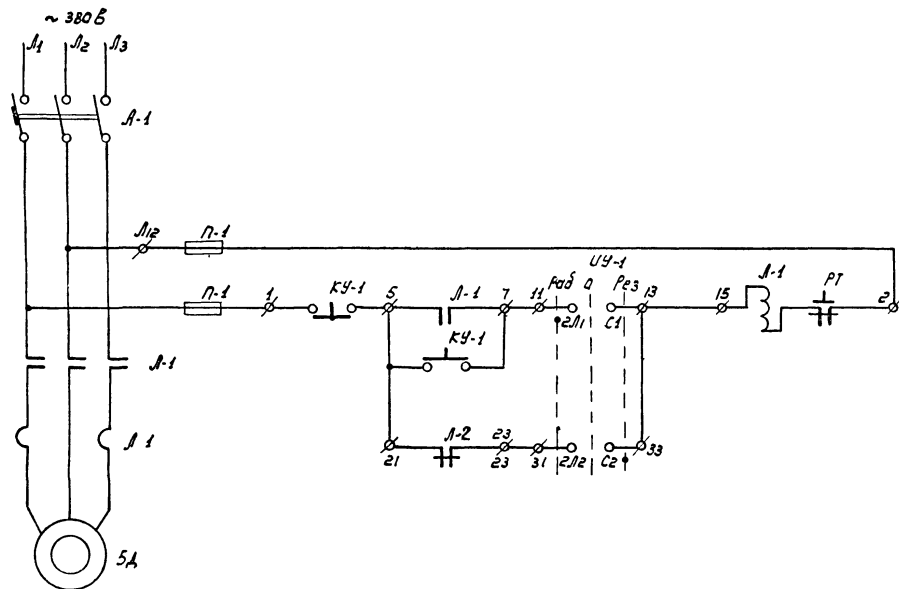 ~ 380 В
Л1 Л2 Л3
А-1
Л12 П-1
П-1 1 КУ-1 5 Л-1 7 11 Раб 0 УУ-1 Рез 13 15 Л-1 РТ 2
2Л1 С1
КУ-1
Л-1
Л-1
21 Л-2 23 23 31 2Л2 С2 33
5Д